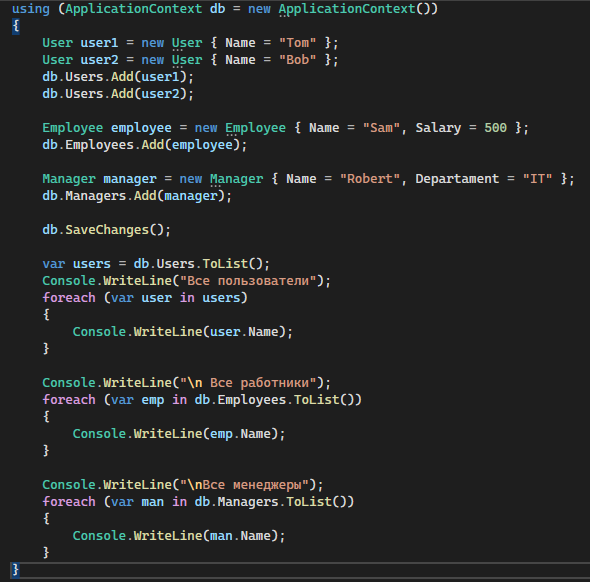 using (ApplicationContext db = new ApplicationContext())
{
User user1 = new User { Name = "Tom" };
User user2 = new User { Name = "Bob" };
db.Users.Add(user1);
db.Users.Add(user2);
Employee employee = new Employee { Name = "Sam", Salary = 500 };
db.Employees.Add(employee);
Manager manager = new Manager { Name = "Robert", Departament = "IT" };
db.Managers.Add(manager);
db.SaveChanges();
var users = db.Users.ToList();
Console.WriteLine("Все пользователи");
foreach (var user in users)
{
Console.WriteLine(user.Name);
}
Console.WriteLine("\n Все работники");
foreach (var emp in db.Employees.ToList())
{
Console.WriteLine(emp.Name);
}
Console.WriteLine("\nВсе менеджеры");
foreach (var man in db.Managers.ToList())
{
Console.WriteLine(man.Name);
}
}